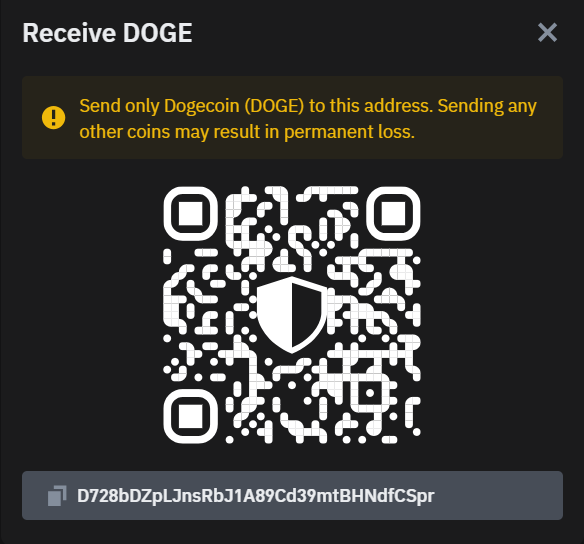 Receive DOGE
Send only Dogecoin (DOGE) to this address. Sending any
other coins may result in permanent loss.
D728bDZpLJnsRbJ1A89Cd39mtBHNdfCSpr